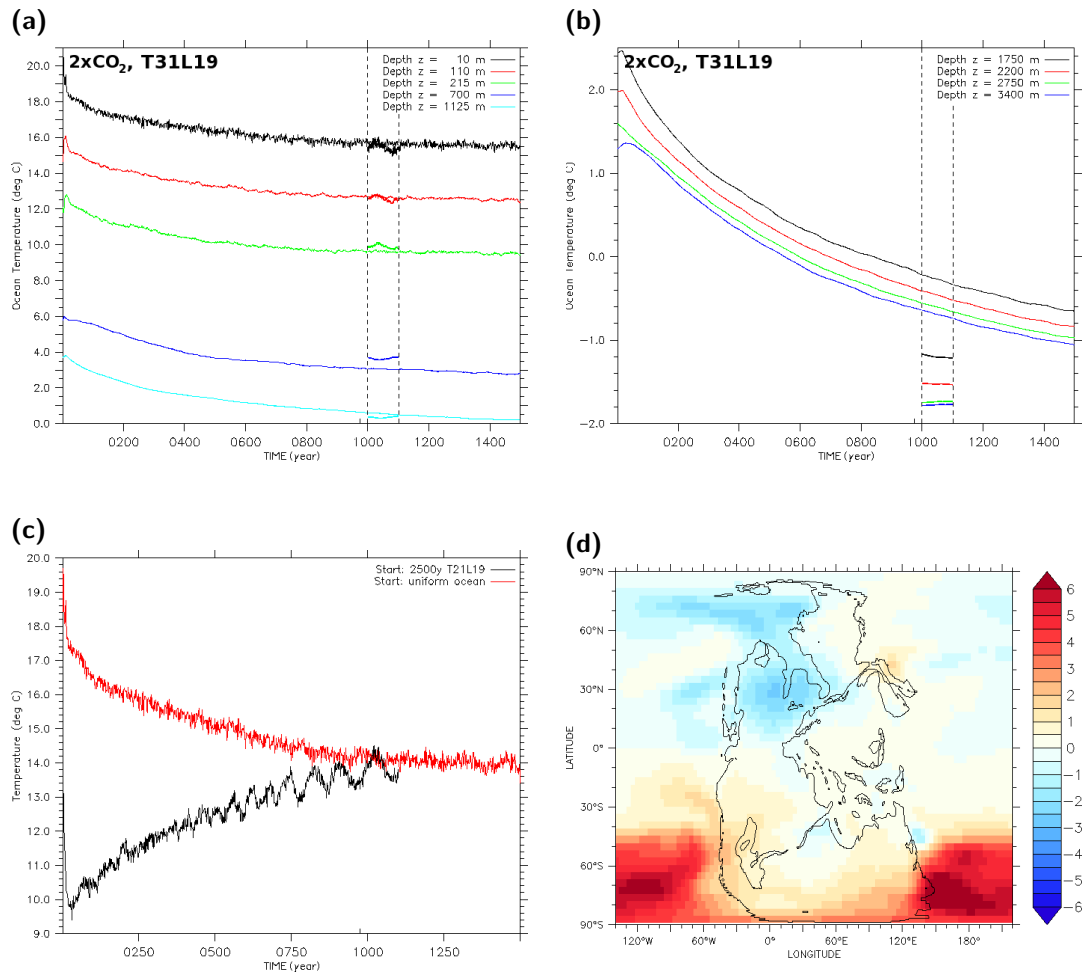 (a)
2xCO₂, T31L19
Depth z = 10 m
Depth z = 110 m
Depth z = 215 m
Depth z = 700 m
Depth z = 1125 m
20.0
18.0
16.0
14.0
12.0
10.0
8.0
6.0
4.0
2.0
0.0
Ocean Temperature (deg C)
0200 0400 0600 0800 1000 1200 1400
TIME (year)
(b)
2xCO₂, T31L19
Depth z = 1750 m
Depth z = 2200 m
Depth z = 2750 m
Depth z = 3400 m
2.0
1.0
0.0
−1.0
−2.0
Ocean Temperature (deg C)
0200 0400 0600 0800 1000 1200 1400
TIME (year)
(c)
Start: 2500y T21L19
Start: uniform ocean
20.0
19.0
18.0
17.0
16.0
15.0
14.0
13.0
12.0
11.0
10.0
9.0
Temperature (deg C)
0250 0500 0750 1000 1250
TIME (year)
(d)
90°N
60°N
30°N
0°
30°S
60°S
90°S
LATITUDE
120°W 60°W 0° 60°E 120°E 180°
LONGITUDE
6
5
4
3
2
1
0
−1
−2
−3
−4
−5
−6